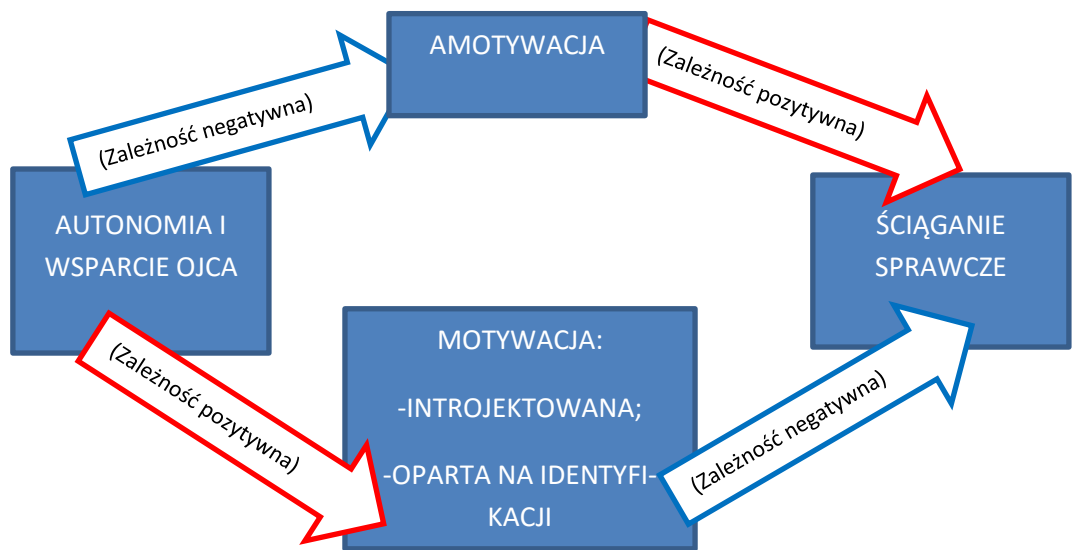 AMOTYWACJA
(Zależność negatywna)
(Zależność pozytywna)
AUTONOMIA I
WSPARCIE OJCA
ŚCIĄGANIE
SPRAWCZE
(Zależność pozytywna)
MOTYWACJA:
-INTROJEKTOWANA;
-OPARTA NA IDENTYFI-
KACJI
(Zależność negatywna)